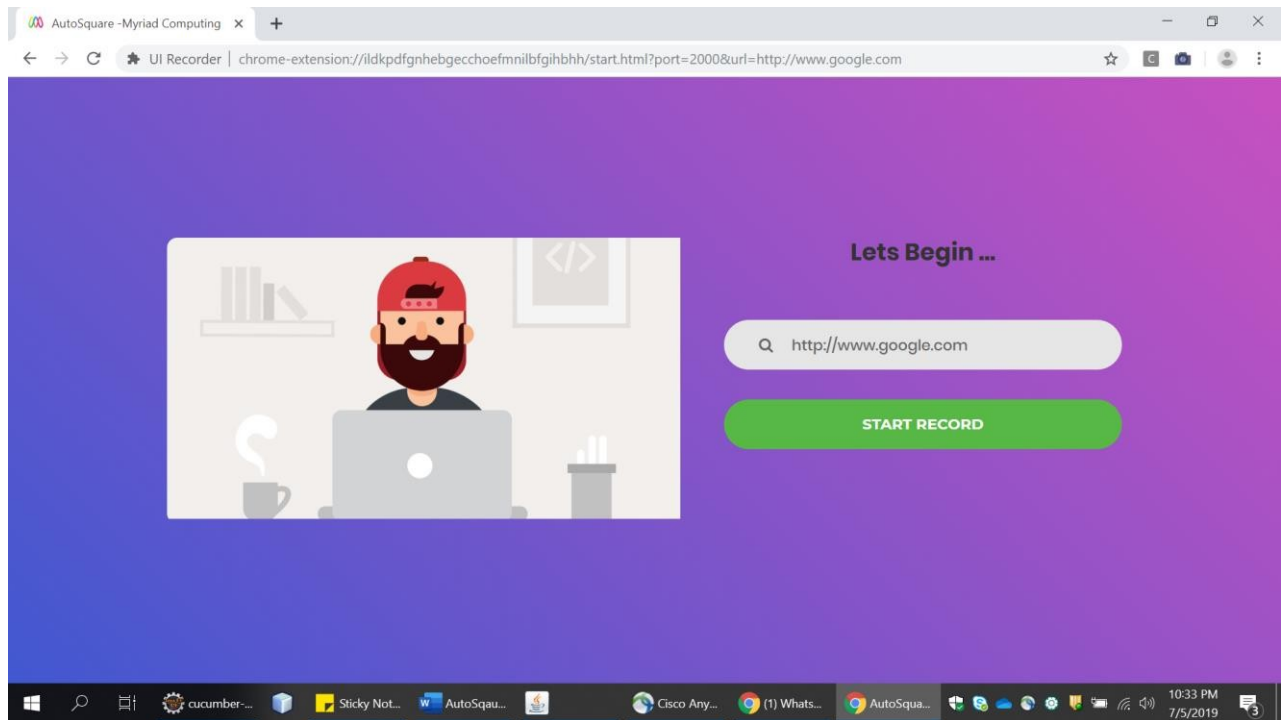 AutoSquare -Myriad Computing
UI Recorder | chrome-extension://ildkpdfgnhebgecchoefmnilbfgihbhh/start.html?port=2000&url=http://www.google.com
C
</>
Lets Begin ...
http://www.google.com
START RECORD
cucumber-... Sticky Not... AutoSqau... Cisco Any... (1) Whats... AutoSqua... 10:33 PM
7/5/2019 3